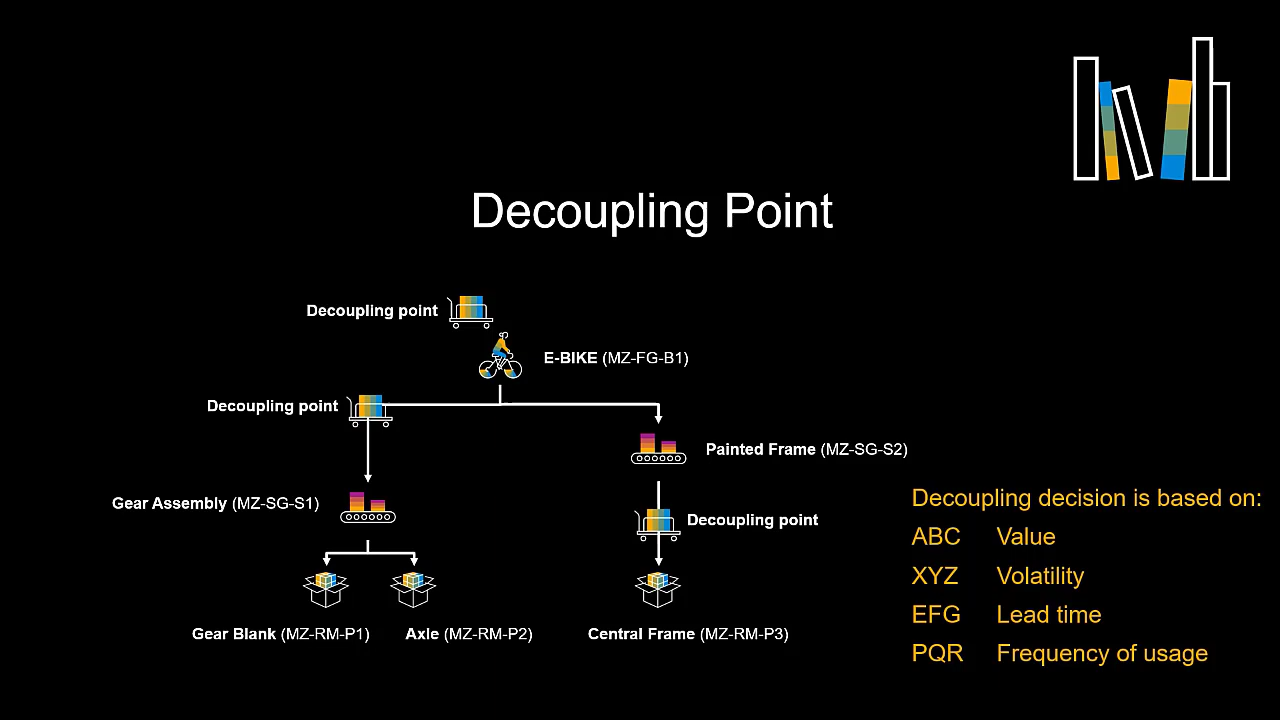 Decoupling Point
Decoupling point
E-BIKE (MZ-FG-B1)
Decoupling point
Painted Frame (MZ-SG-S2)
Gear Assembly (MZ-SG-S1)
Decoupling point
Gear Blank (MZ-RM-P1)
Axle (MZ-RM-P2)
Central Frame (MZ-RM-P3)
Decoupling decision is based on:
ABC Value
XYZ Volatility
EFG Lead time
PQR Frequency of usage